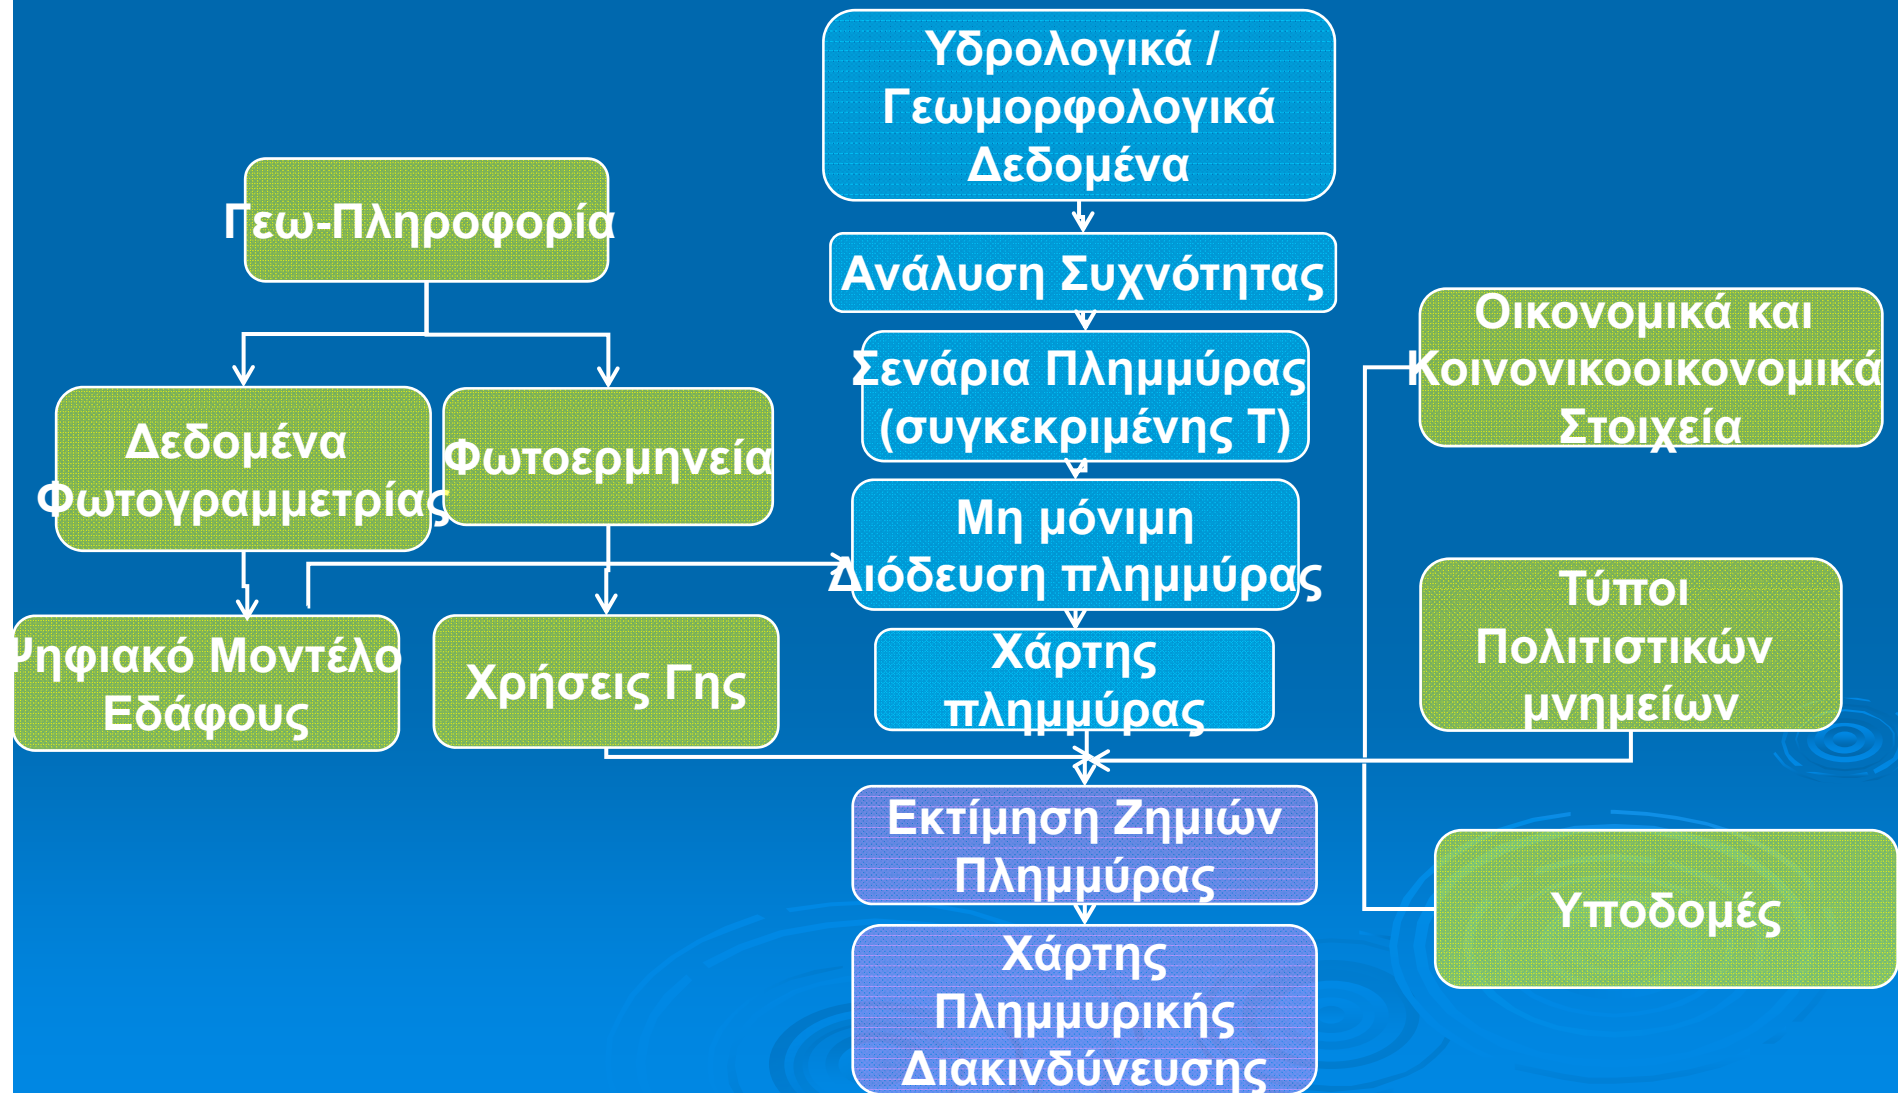 Υδρολογικά /
Γεωμορφολογικά
Δεδομένα
Γεω-Πληροφορία
Ανάλυση Συχνότητας
Οικονομικά και
Κοινονικοοικονομικά
Στοιχεία
Σενάρια Πλημμύρας
(συγκεκριμένης Τ)
Δεδομένα
Φωτογραμμετρίας
Φωτοερμηνεία
Μη μόνιμη
Διόδευση πλημμύρας
Τύποι
Πολιτιστικών
μνημείων
Ψηφιακό Μοντέλο
Εδάφους
Χρήσεις Γης
Χάρτης
πλημμύρας
Εκτίμηση Ζημιών
Πλημμύρας
Υποδομές
Χάρτης
Πλημμυρικής
Διακινδύνευσης